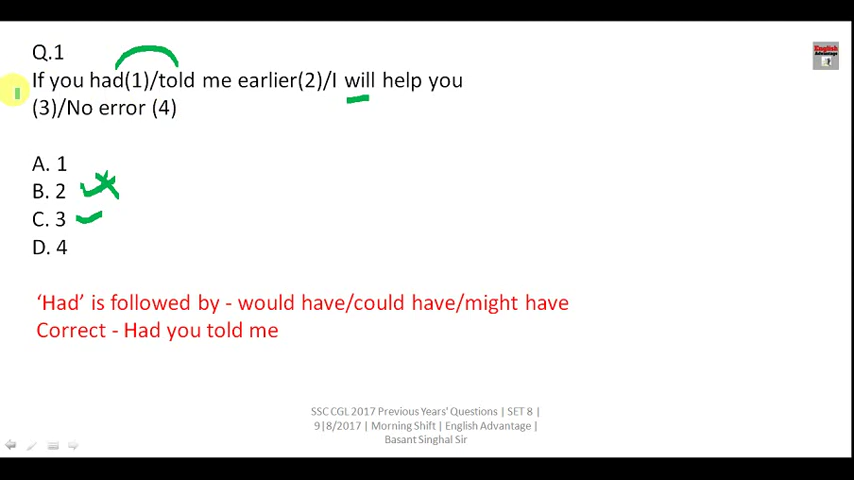 Q.1
English
Advantage
If you had(1)/told me earlier(2)/I will help you
(3)/No error (4)
A. 1
B. 2
C. 3
D. 4
‘Had’ is followed by - would have/could have/might have
Correct - Had you told me
SSC CGL 2017 Previous Years' Questions | SET 8 |
9|8/2017 | Morning Shift | English Advantage |
Basant Singhal Sir